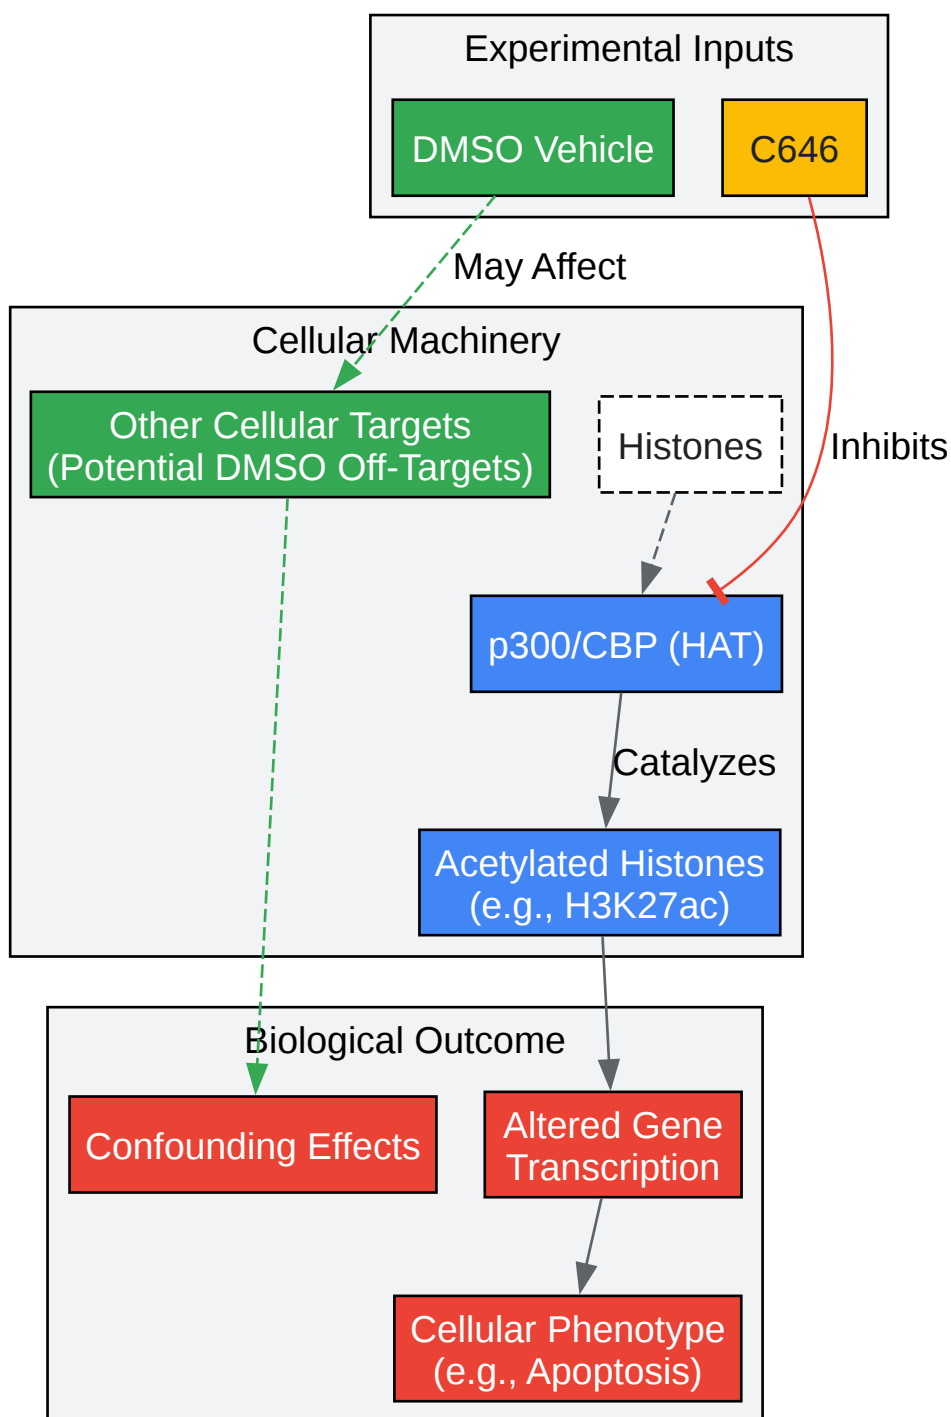 Experimental Inputs
DMSO Vehicle
C646
May Affect
Cellular Machinery
Other Cellular Targets
(Potential DMSO Off-Targets)
Histones
Inhibits
p300/CBP (HAT)
Catalyzes
Acetylated Histones
(e.g., H3K27ac)
Biological Outcome
Confounding Effects
Altered Gene
Transcription
Cellular Phenotype
(e.g., Apoptosis)